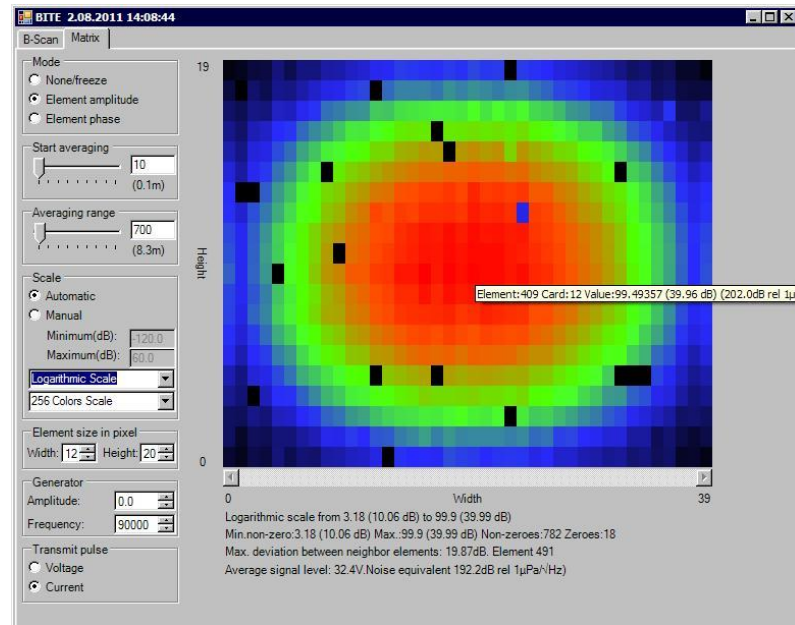 BITE 2.08.2011 14:08:44
B-Scan Matrix
Mode
None/freeze
Element amplitude
Element phase
Start averaging
10
(0.1m)
Averaging range
700
(8.3m)
Scale
Automatic
Manual
Minimum(dB): -120.0
Maximum(dB): 60.0
Logarithmic Scale
256 Colors Scale
Element size in pixel
Width: 12 Height: 20
Generator
Amplitude: 0.0
Frequency: 90000
Transmit pulse
Voltage
Current
19
Height
0
Element:409 Card:12 Value:99.49357 (39.96 dB) (202.0dB rel 1µ
0 Width 39
Logarithmic scale from 3.18 (10.06 dB) to 99.9 (39.99 dB)
Min.non-zero:3.18 (10.06 dB) Max.:99.9 (39.99 dB) Non-zeroes:782 Zeroes:18
Max. deviation between neighbor elements: 19.87dB. Element 491
Average signal level: 32.4V.Noise equivalent 192.2dB rel 1µPa/√Hz)